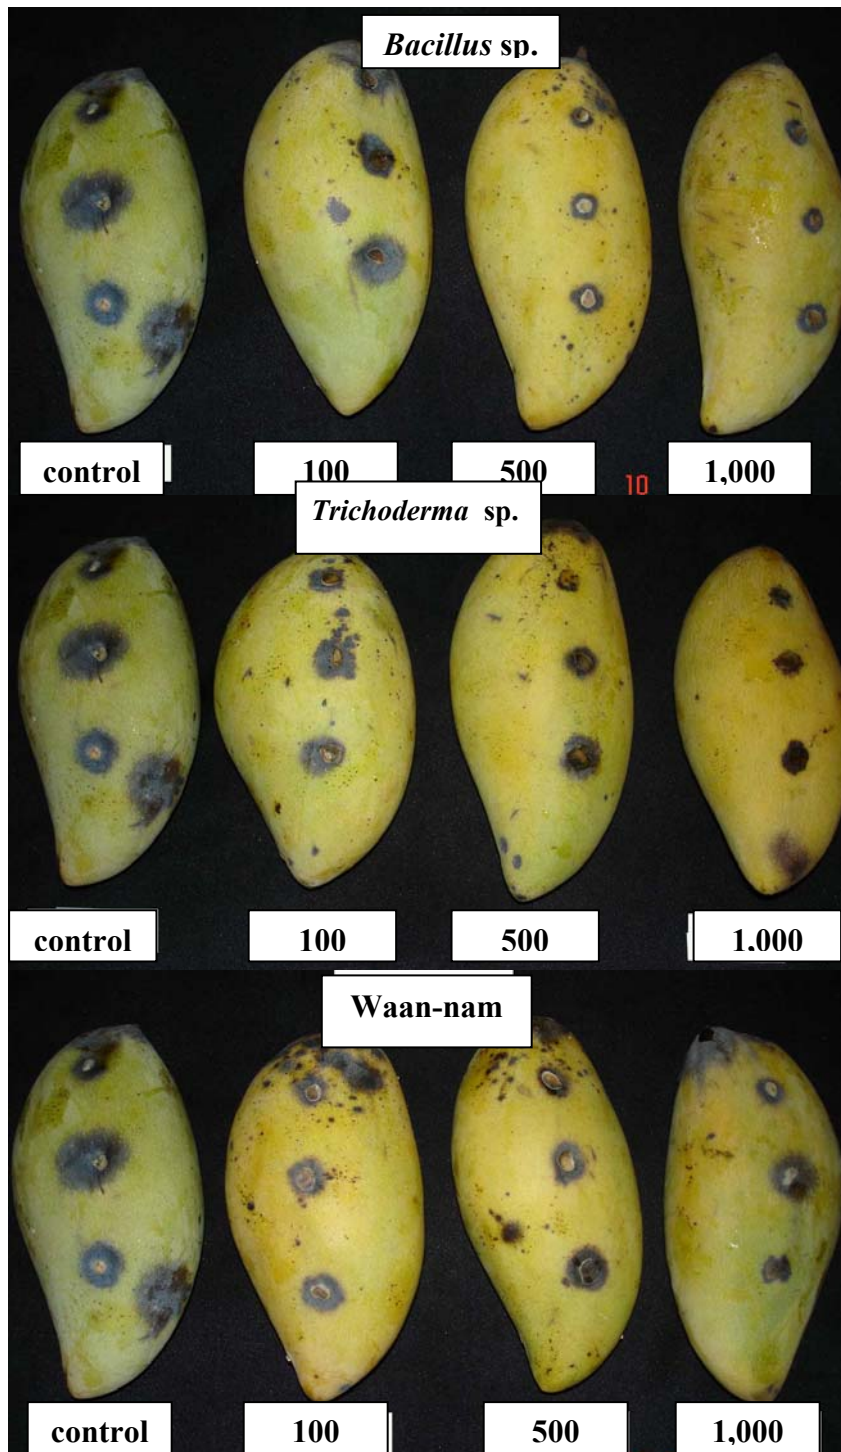 Bacillus sp.
control 100 500 1,000
10
Trichoderma sp.
control 100 500 1,000
Waan-nam
control 100 500 1,000